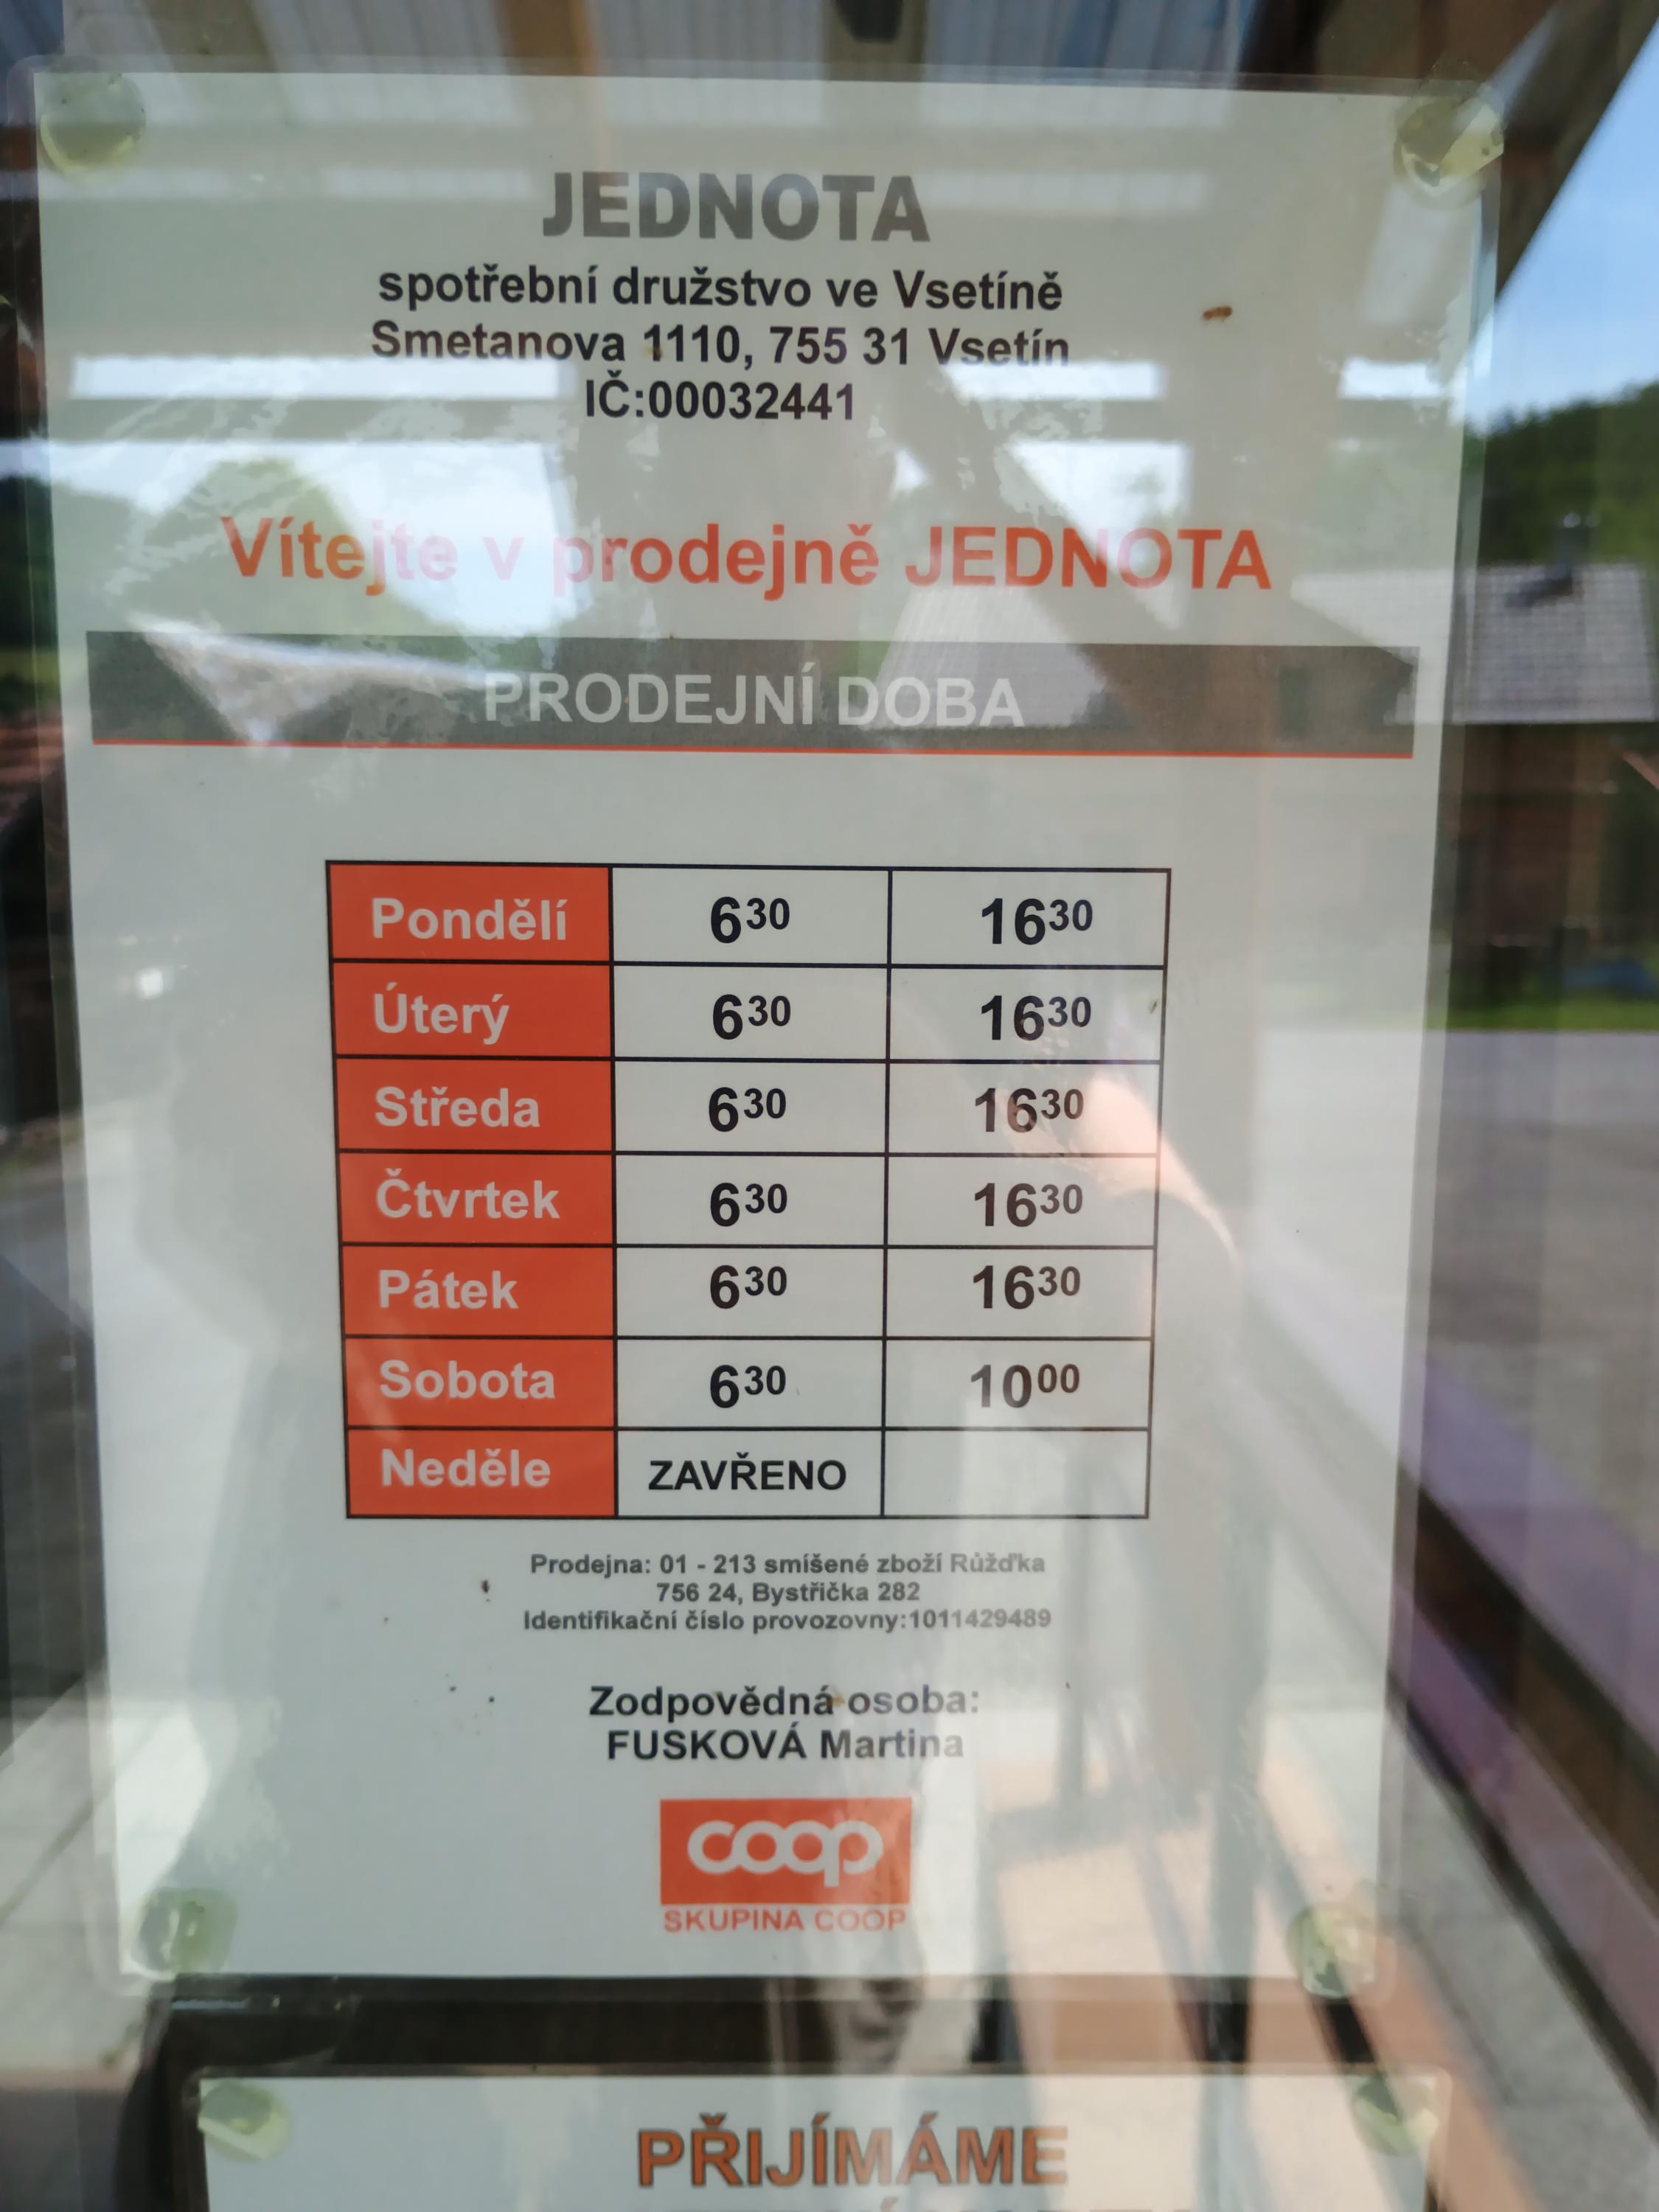 JEDNOTA
spotřební družstvo ve Vsetíně
Smetanova 1110, 755 31 Vsetín
IČ:00032441
Vítejte v prodejně JEDNOTA
PRODEJNÍ DOBA
Pondělí 6³⁰ 16³⁰
Úterý 6³⁰ 16³⁰
Středa 6³⁰ 16³⁰
Čtvrtek 6³⁰ 16³⁰
Pátek 6³⁰ 16³⁰
Sobota 6³⁰ 10⁰⁰
Neděle ZAVŘENO
Prodejna: 01 - 213 smíšené zboží Růžďka
756 24, Bystřička 282
Identifikační číslo provozovny:1011429489
Zodpovědná osoba:
FUSKOVÁ Martina
coop
SKUPINA COOP
PŘIJÍMÁME